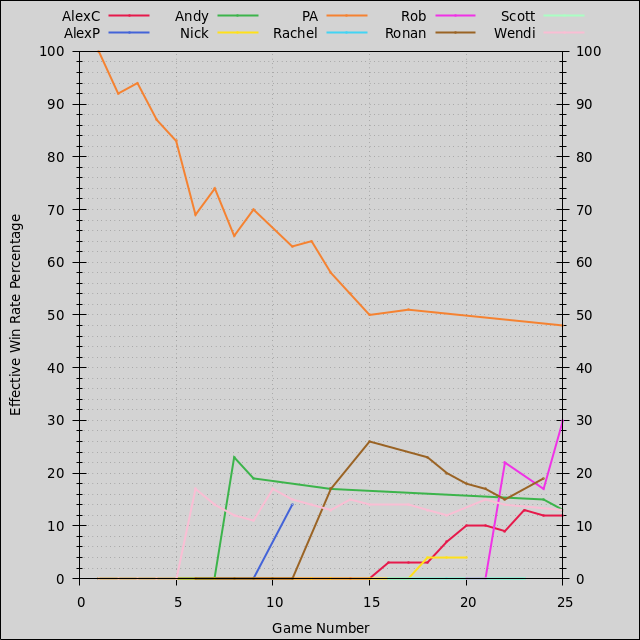 AlexC Andy PA Rob Scott
AlexP Nick Rachel Ronan Wendi
100 100
90 90
80 80
70 70
60 60
50 50
40 40
30 30
20 20
10 10
0 0
0 5 10 15 20 25
Effective Win Rate Percentage
Game Number